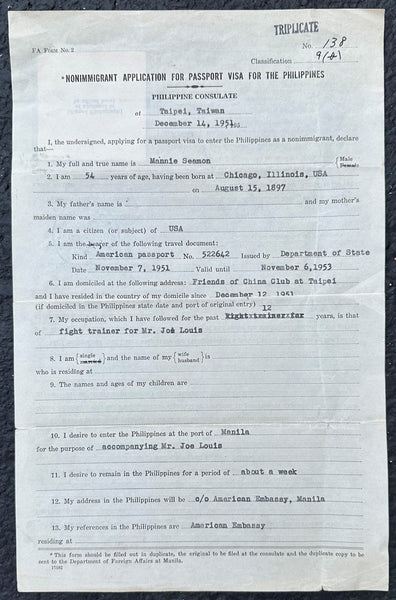 TRIPLICATE
FA Form No. 2
No. 138
Classification 9(a)
*NONIMMIGRANT APPLICATION FOR PASSPORT VISA FOR THE PHILIPPINES
PHILIPPINE CONSULATE
of Taipei, Taiwan
December 14, 1951
I, the undersigned, applying for a passport visa to enter the Philippines as a nonimmigrant, declare
that—
1. My full and true name is Mannie Seamon {Male Female
2. I am 54 years of age, having been born at Chicago, Illinois, USA
on August 15, 1897
3. My father's name is - and my mother's
maiden name was
4. I am a citizen (or subject) of USA
5. I am the bearer of the following travel document:
Kind American passport No. 522642 Issued by Department of State
Date November 7, 1951 Valid until November 6,1953
6. I am domiciled at the following address: Friends of China Club at Taipei
and I have resided in the country of my domicile since December 12 1951
(if domiciled in the Philippines state date and port of original entry)
7. My occupation, which I have followed for the past 12 years, is that
of fight trainer for Mr. Joe Louis
8. I am {single married} and the name of my {wife husband} is
who is residing at
9. The names and ages of my children are
10. I desire to enter the Philippines at the port of Manila
for the purpose of accompanying Mr. Joe Louis
11. I desire to remain in the Philippines for a period of about a week
12. My address in the Philippines will be c/o American Embassy, Manila
13. My references in the Philippines are American Embassy
residing at
* This form should be filled out in duplicate, the original to be filed at the consulate and the duplicate copy to be
sent to the Department of Foreign Affairs at Manila.